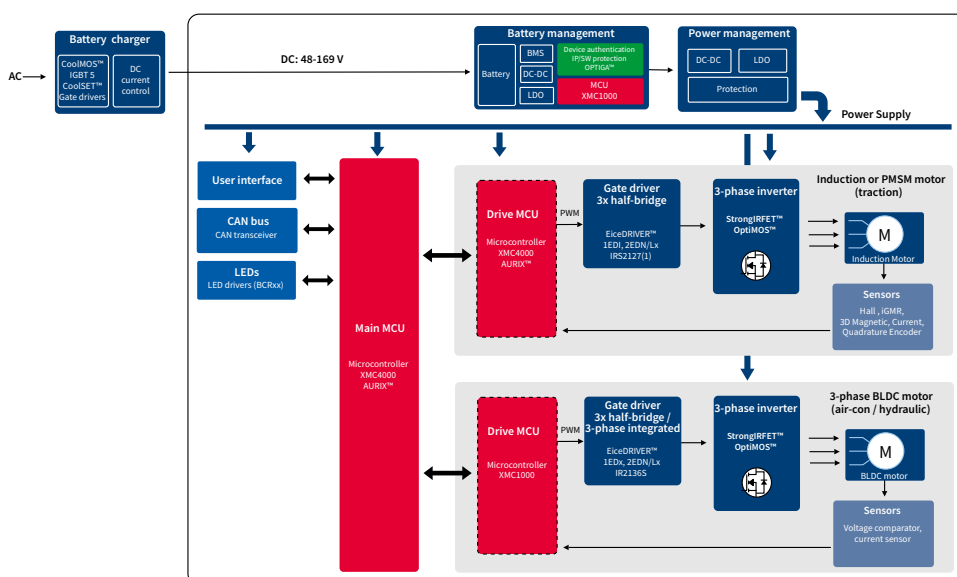 Battery charger
CoolMOS™
IGBT 5
CoolSET™
Gate drivers
DC
current
control
AC
DC: 48-169 V
Battery management
Battery
BMS
DC-DC
LDO
Device authentication
IP/SW protection
OPTIGA™
MCU
XMC1000
Power management
DC-DC
LDO
Protection
Power Supply
User interface
CAN bus
CAN transceiver
LEDs
LED drivers (BCRxx)
Main MCU
Microcontroller
XMC4000
AURIX™
Drive MCU
Microcontroller
XMC4000
AURIX™
PWM
Gate driver
3x half-bridge
EiceDRIVER™
1EDI, 2EDN/Lx
IRS2127(1)
3-phase inverter
StrongIRFET™
OptiMOS™
Induction or PMSM motor
(traction)
M
Induction Motor
Sensors
Hall , iGMR,
3D Magnetic, Current,
Quadrature Encoder
Drive MCU
Microcontroller
XMC1000
PWM
Gate driver
3x half-bridge /
3-phase integrated
EiceDRIVER™
1EDx, 2EDN/Lx
IR2136S
3-phase inverter
StrongIRFET™
OptiMOS™
3-phase BLDC motor
(air-con / hydraulic)
M
BLDC motor
Sensors
Voltage comparator,
current sensor